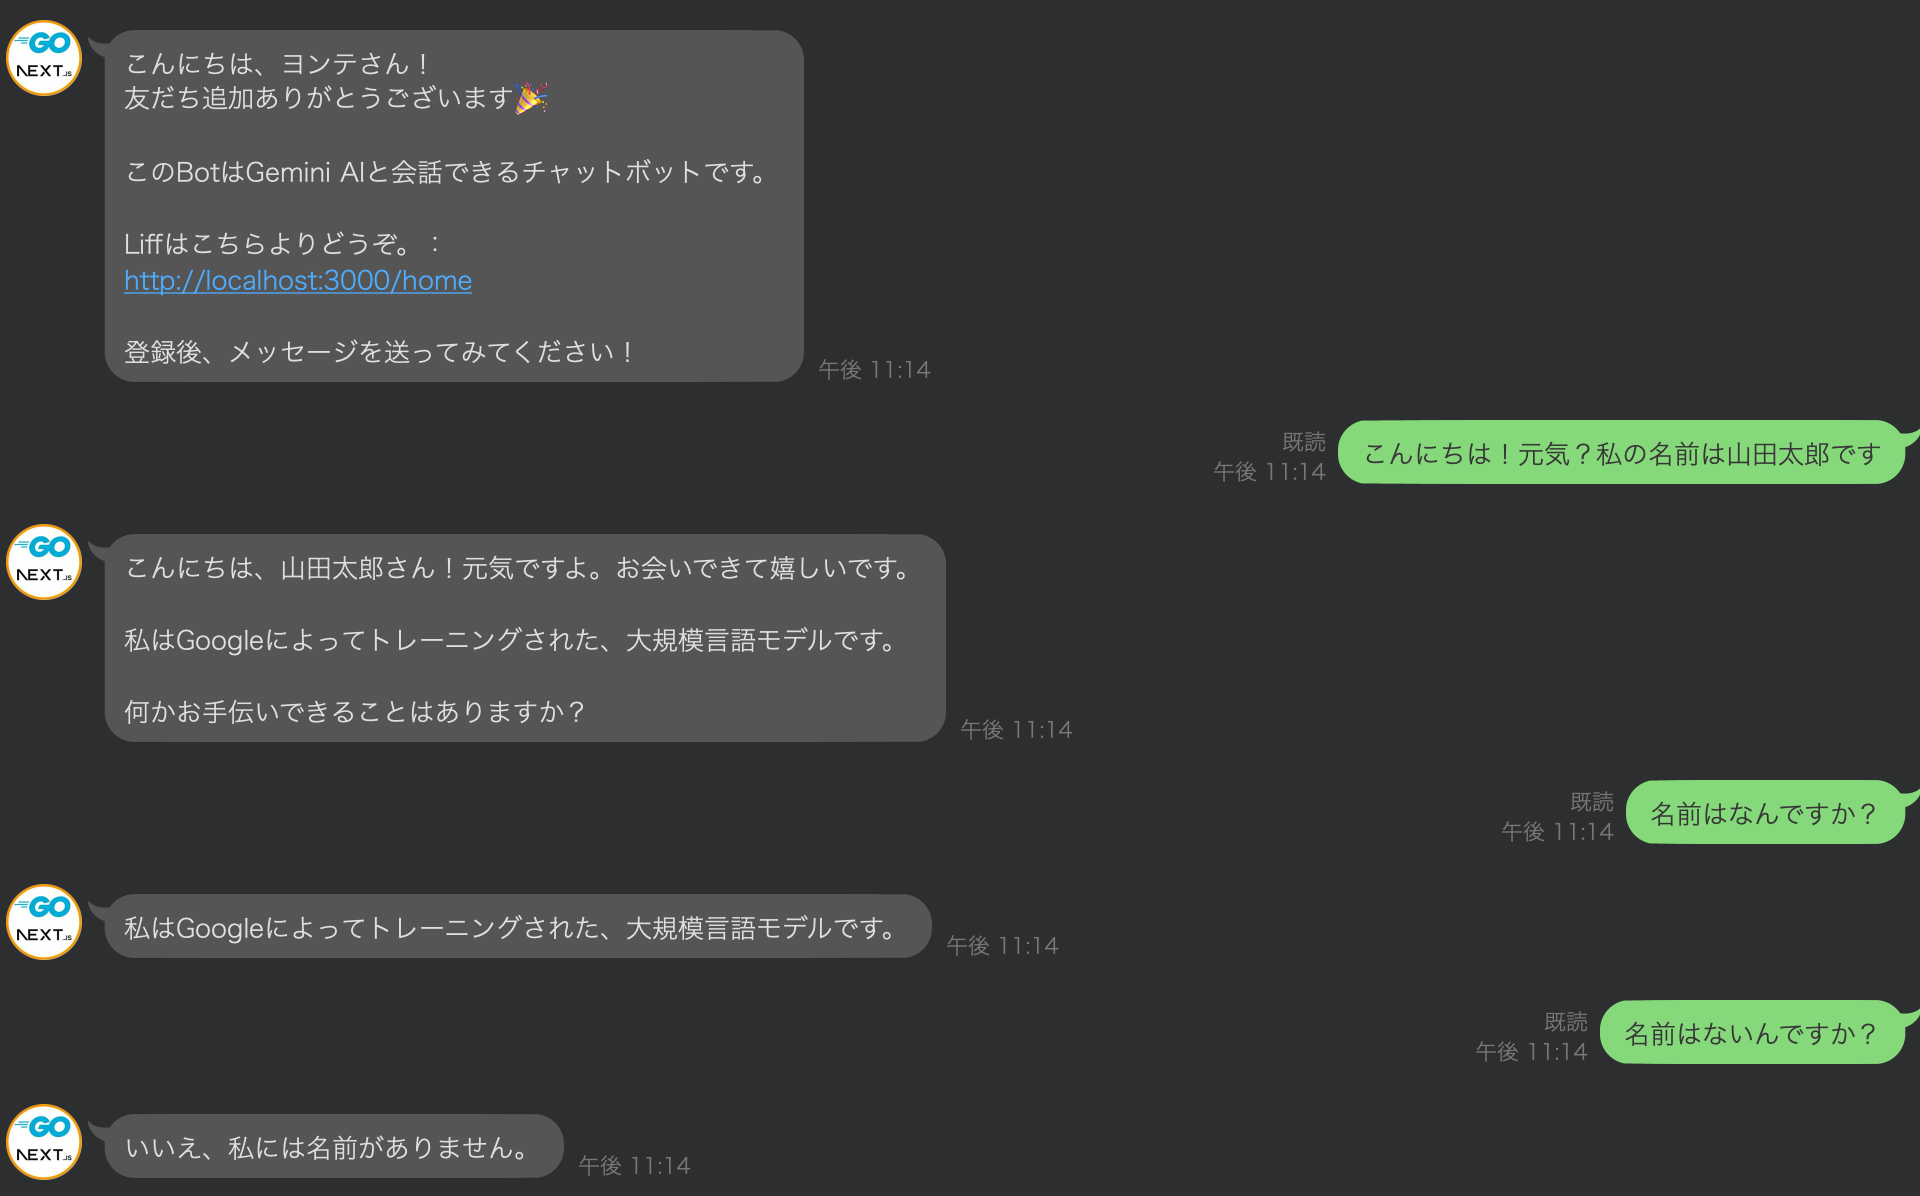 GO
NEXT.JS
こんにちは、ヨンテさん！
友だち追加ありがとうございます🎉
このBotはGemini AIと会話できるチャットボットです。
Liffはこちらよりどうぞ。：
http://localhost:3000/home
登録後、メッセージを送ってみてください！
午後 11:14
既読
午後 11:14
こんにちは！元気？私の名前は山田太郎です
GO
NEXT.JS
こんにちは、山田太郎さん！元気ですよ。お会いできて嬉しいです。
私はGoogleによってトレーニングされた、大規模言語モデルです。
何かお手伝いできることはありますか？
午後 11:14
既読
午後 11:14
名前はなんですか？
GO
NEXT.JS
私はGoogleによってトレーニングされた、大規模言語モデルです。
午後 11:14
既読
午後 11:14
名前はないんですか？
GO
NEXT.JS
いいえ、私には名前がありません。
午後 11:14